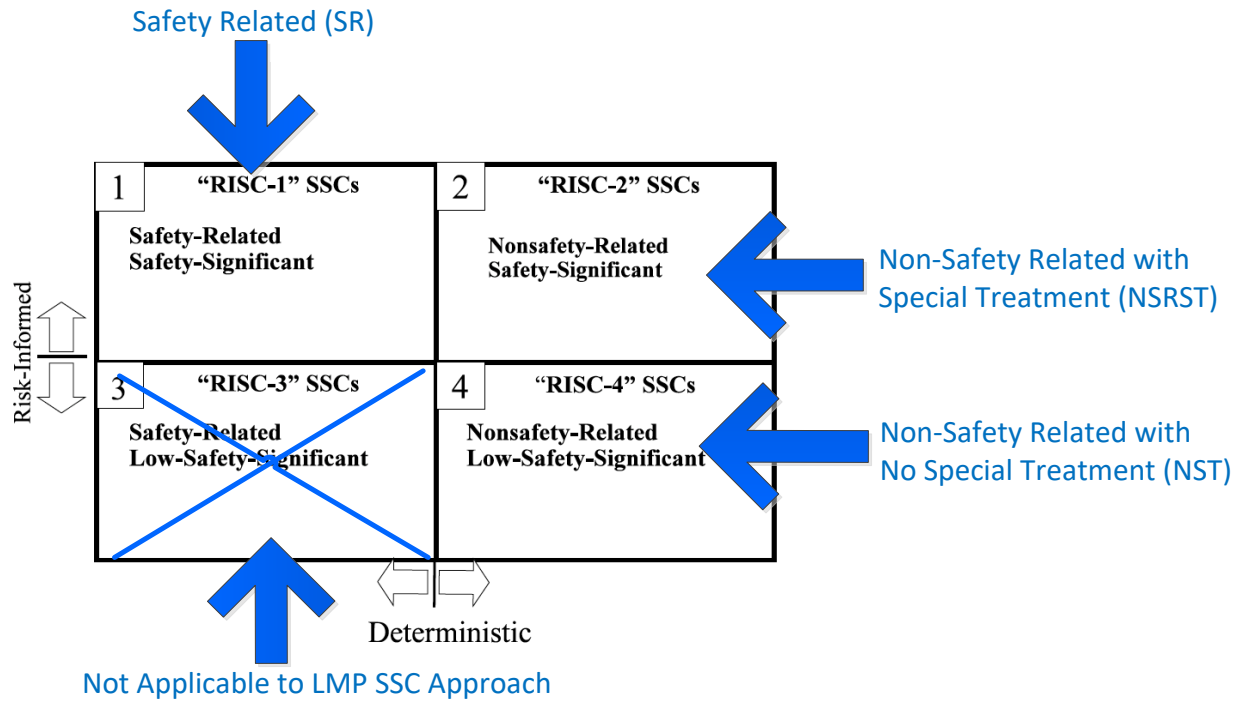 Safety Related (SR)
1
“RISC-1” SSCs
Safety-Related
Safety-Significant
2
“RISC-2” SSCs
Nonsafety-Related
Safety-Significant
Non-Safety Related with
Special Treatment (NSRST)
Risk-Informed
3
“RISC-3” SSCs
Safety-Related
Low-Safety-Significant
4
“RISC-4” SSCs
Nonsafety-Related
Low-Safety-Significant
Non-Safety Related with
No Special Treatment (NST)
Deterministic
Not Applicable to LMP SSC Approach